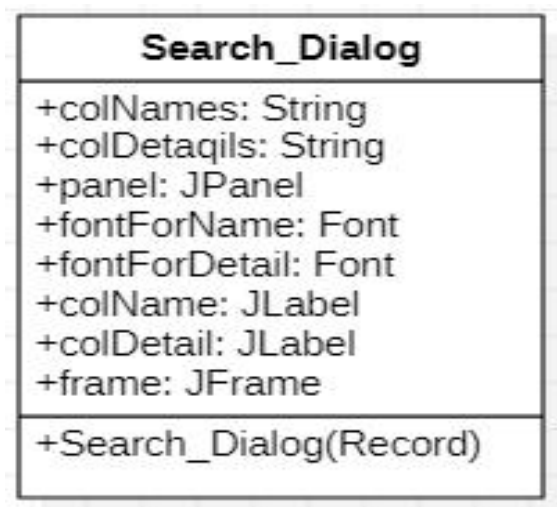 Search_Dialog
+colNames: String
+colDetaqils: String
+panel: JPanel
+fontForName: Font
+fontForDetail: Font
+colName: JLabel
+colDetail: JLabel
+frame: JFrame
+Search_Dialog(Record)